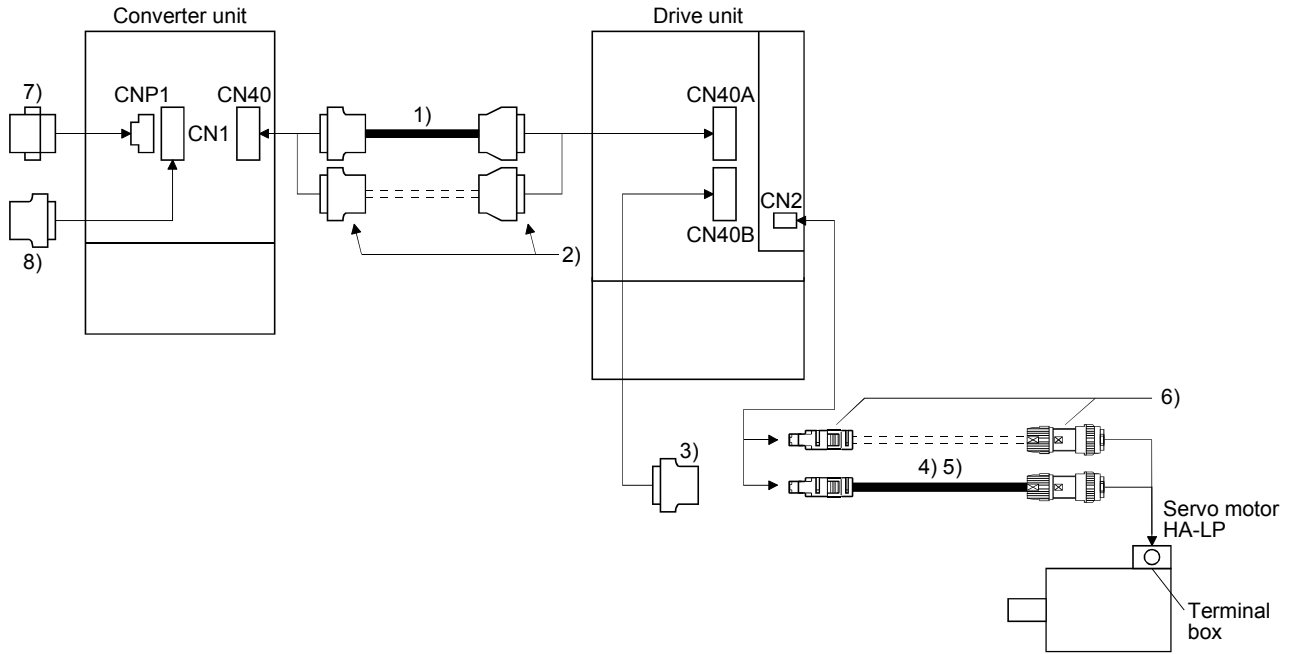 Converter unit
Drive unit
7)
CNP1
CN40
1)
CN40A
CN1
CN2
8)
2)
CN40B
6)
3)
4) 5)
Servo motor
HA-LP
Terminal
box